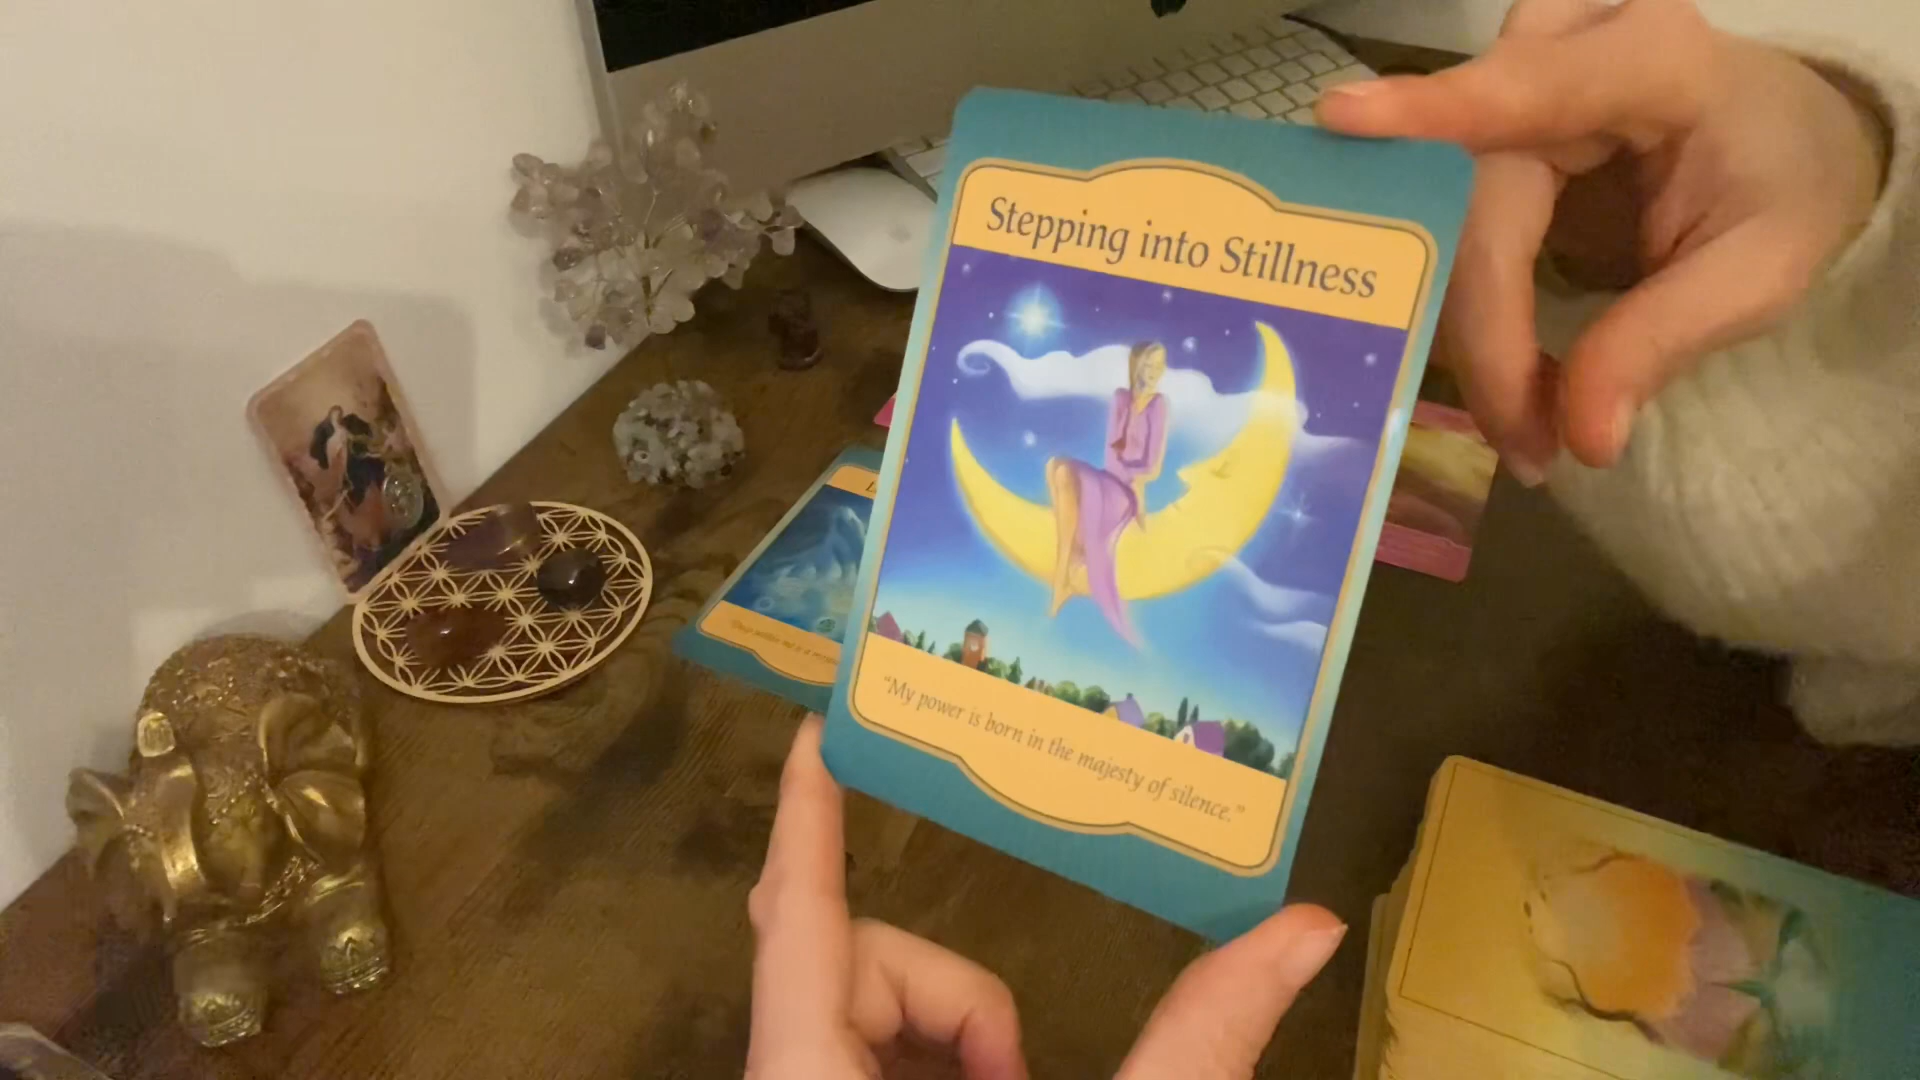 Stepping into Stillness
"My power is born in the majesty of silence."